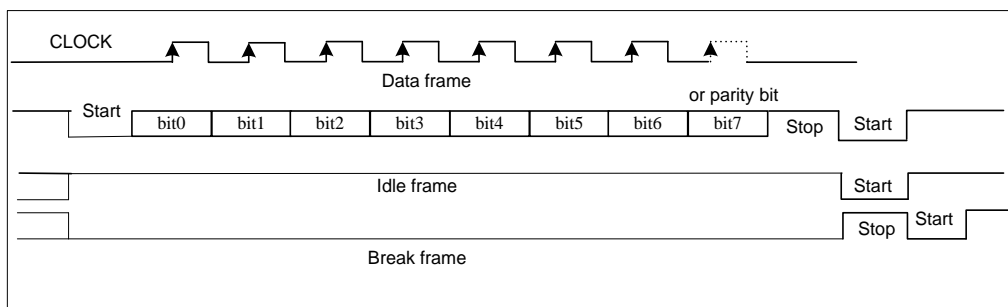 CLOCK
Data frame
or parity bit
Start bit0 bit1 bit2 bit3 bit4 bit5 bit6 bit7 Stop Start
Idle frame Start
Stop Start
Break frame